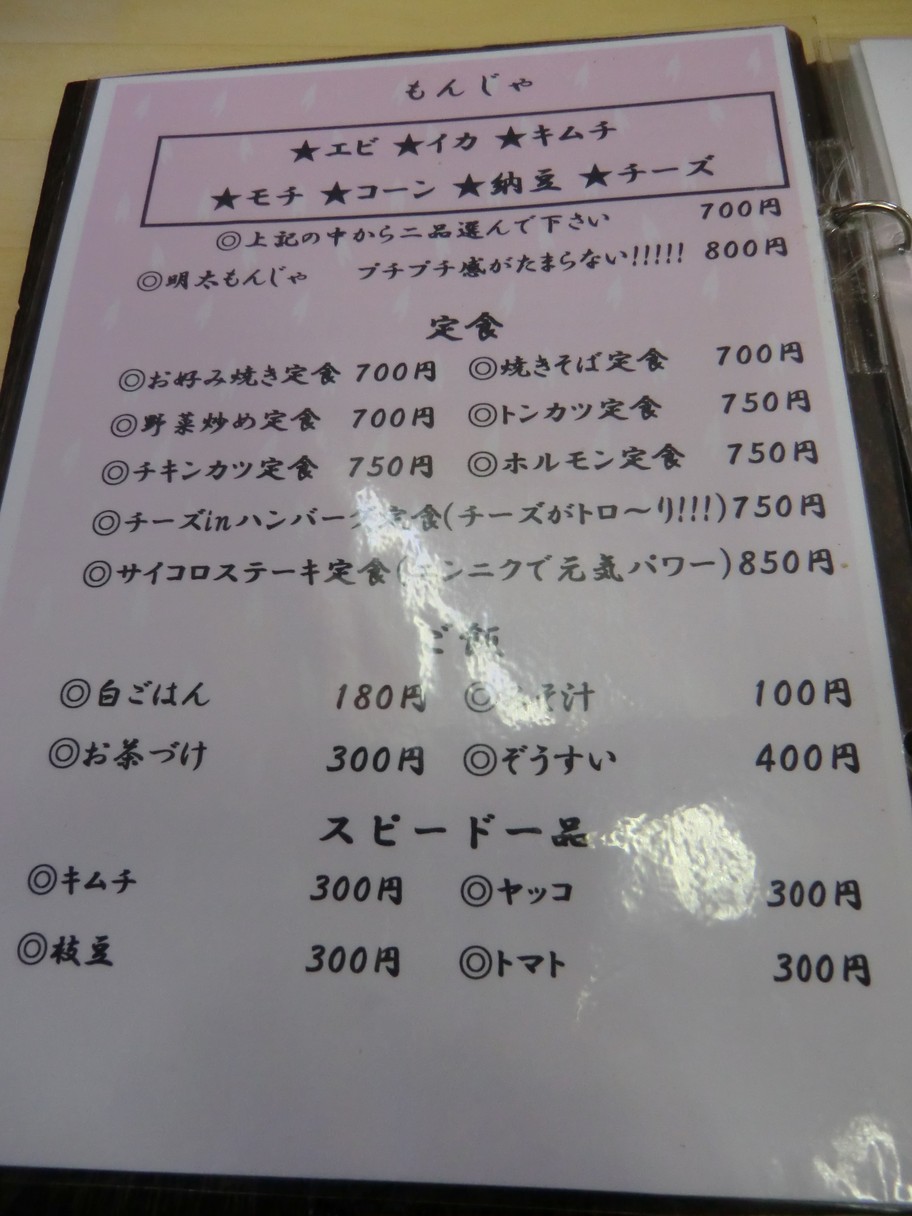 もんじゃ
★エビ ★イカ ★キムチ
★モチ ★コーン ★納豆 ★チーズ
◎上記の中から二品選んで下さい 700円
◎明太もんじゃ プチプチ感がたまらない!!!!! 800円
定食
◎お好み焼き定食 700円 ◎焼きそば定食 700円
◎野菜炒め定食 700円 ◎トンカツ定食 750円
◎チキンカツ定食 750円 ◎ホルモン定食 750円
◎チーズinハンバーグ定食(チーズがトロ～り!!!)750円
◎サイコロステーキ定食(ニンニクで元気パワー)850円
ご飯
◎白ごはん 180円 ◎みそ汁 100円
◎お茶づけ 300円 ◎ぞうすい 400円
スピード一品
◎キムチ 300円 ◎ヤッコ 300円
◎枝豆 300円 ◎トマト 300円